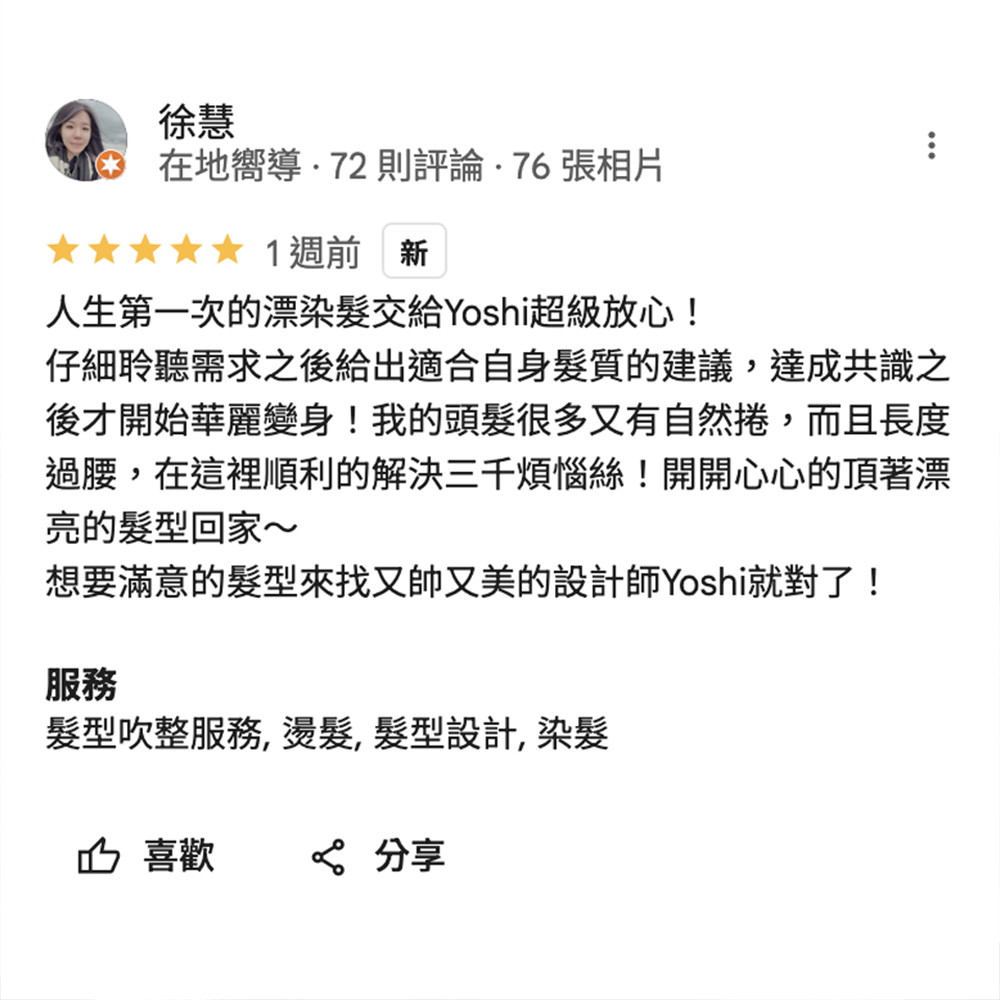 徐慧
在地嚮導 · 72 則評論 · 76 張相片
1 週前 新
人生第一次的漂染髮交給Yoshi超級放心！
仔細聆聽需求之後給出適合自身髮質的建議，達成共識之
後才開始華麗變身！我的頭髮很多又有自然捲，而且長度
過腰，在這裡順利的解決三千煩惱絲！開開心心的頂著漂
亮的髮型回家～
想要滿意的髮型來找又帥又美的設計師Yoshi就對了！
服務
髮型吹整服務, 燙髮, 髮型設計, 染髮
喜歡 分享